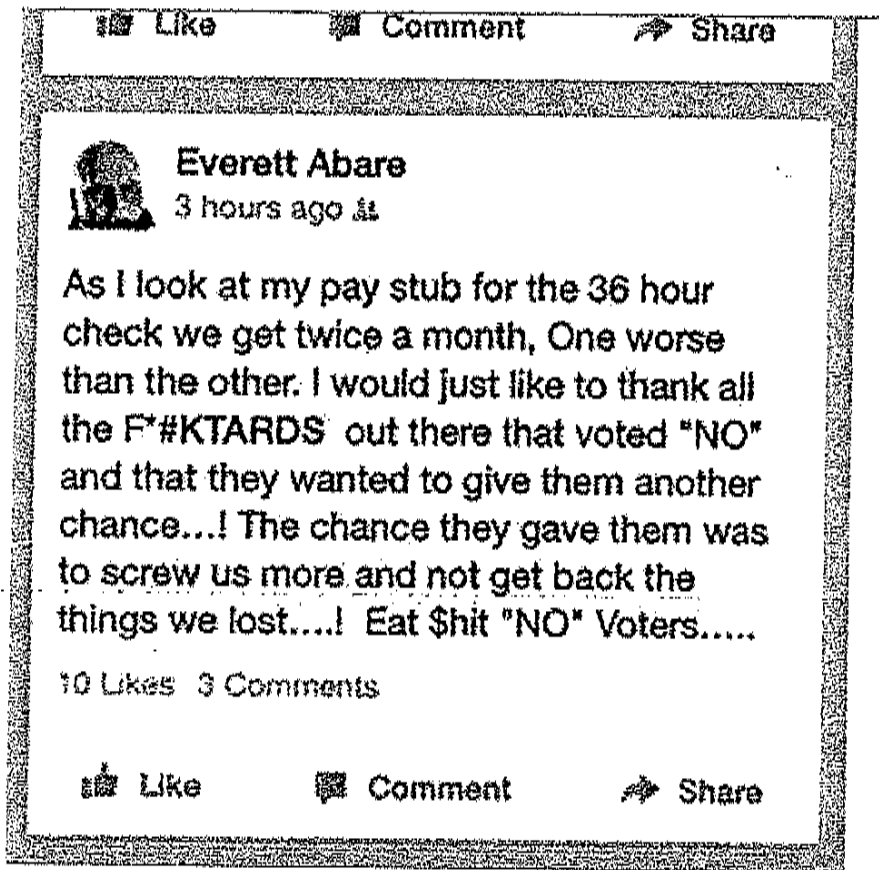 Like Comment Share
Everett Abare
3 hours ago
As I look at my pay stub for the 36 hour
check we get twice a month, One worse
than the other. I would just like to thank all
the F*#KTARDS out there that voted "NO"
and that they wanted to give them another
chance...! The chance they gave them was
to screw us more and not get back the
things we lost....! Eat $hit "NO" Voters.....
10 Likes 3 Comments
Like Comment Share